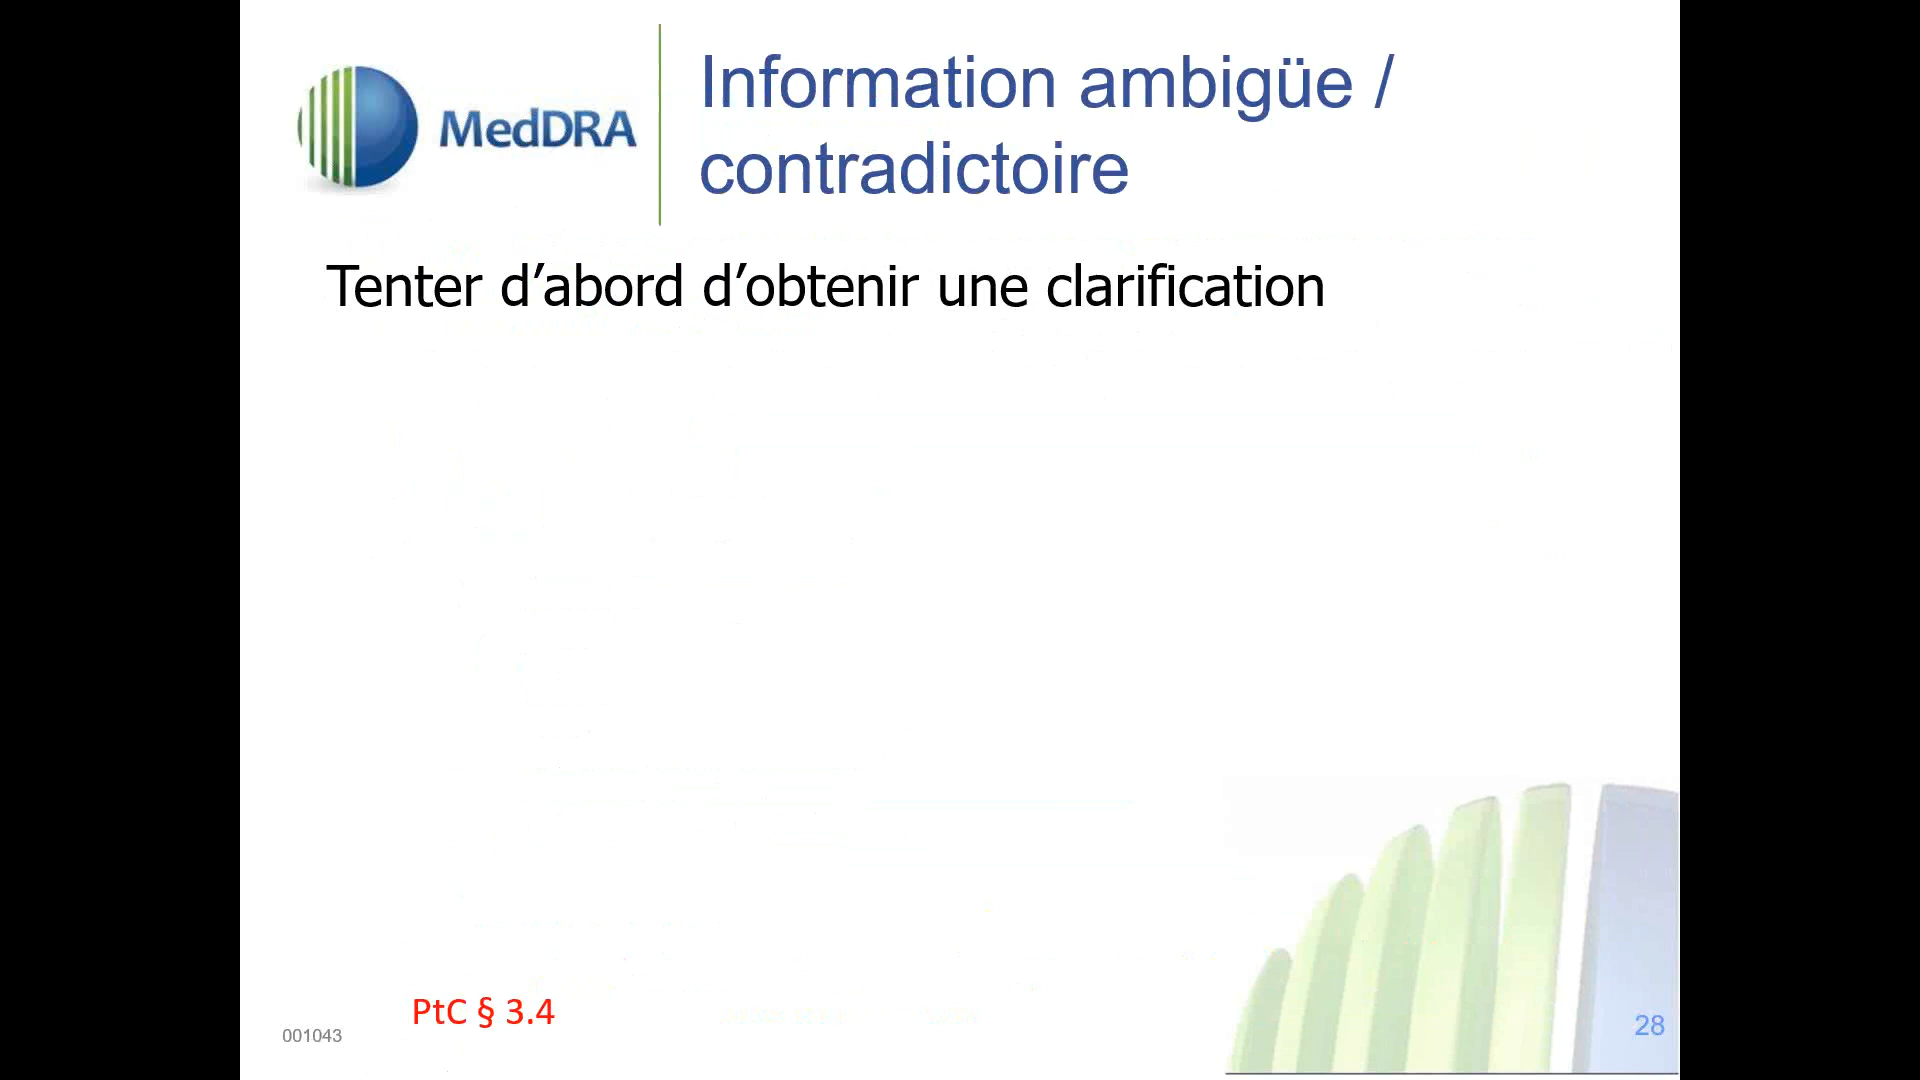 MedDRA
Information ambigüe /
contradictoire
Tenter d’abord d’obtenir une clarification
PtC § 3.4
001043
28